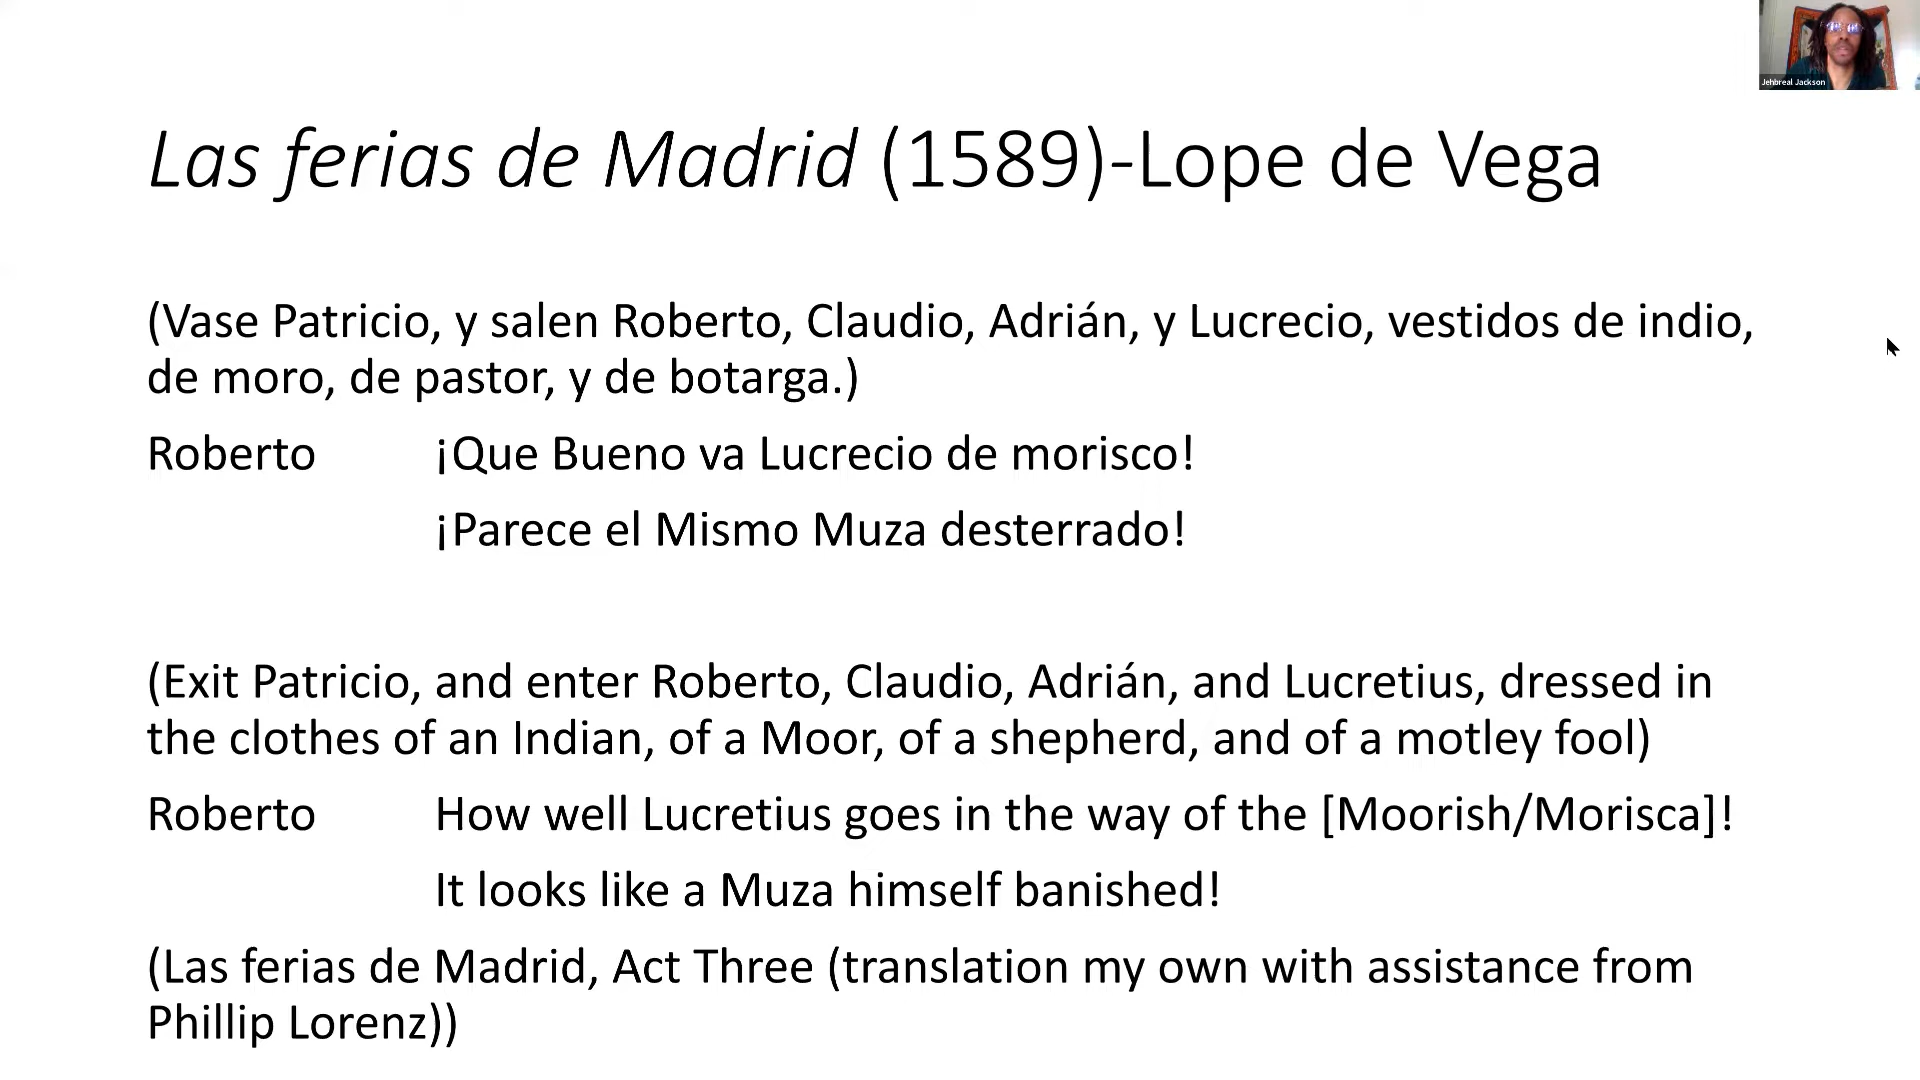 Jehbreal Jackson
Las ferias de Madrid (1589)-Lope de Vega
(Vase Patricio, y salen Roberto, Claudio, Adrián, y Lucrecio, vestidos de indio,
de moro, de pastor, y de botarga.)
Roberto ¡Que Bueno va Lucrecio de morisco!
¡Parece el Mismo Muza desterrado!
(Exit Patricio, and enter Roberto, Claudio, Adrián, and Lucretius, dressed in
the clothes of an Indian, of a Moor, of a shepherd, and of a motley fool)
Roberto How well Lucretius goes in the way of the [Moorish/Morisca]!
It looks like a Muza himself banished!
(Las ferias de Madrid, Act Three (translation my own with assistance from
Phillip Lorenz))